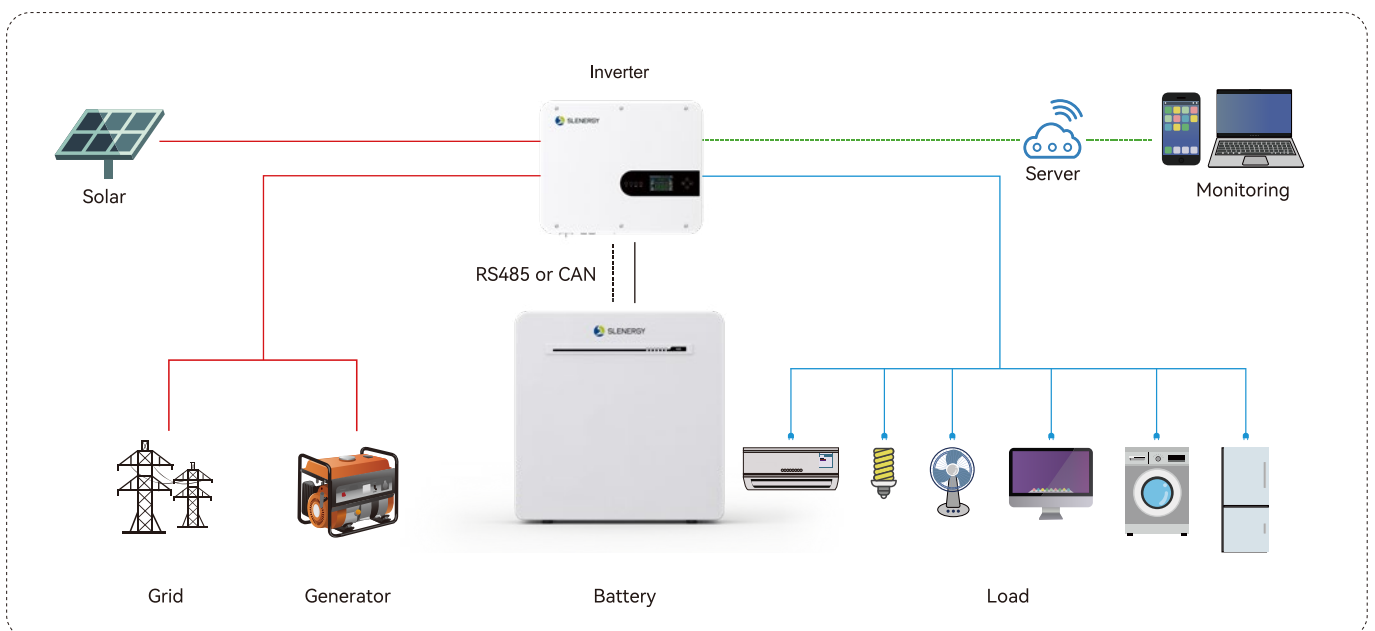 Inverter
SLENERGY
Solar
Server
Monitoring
RS485 or CAN
SLENERGY
Grid
Generator
Battery
Load